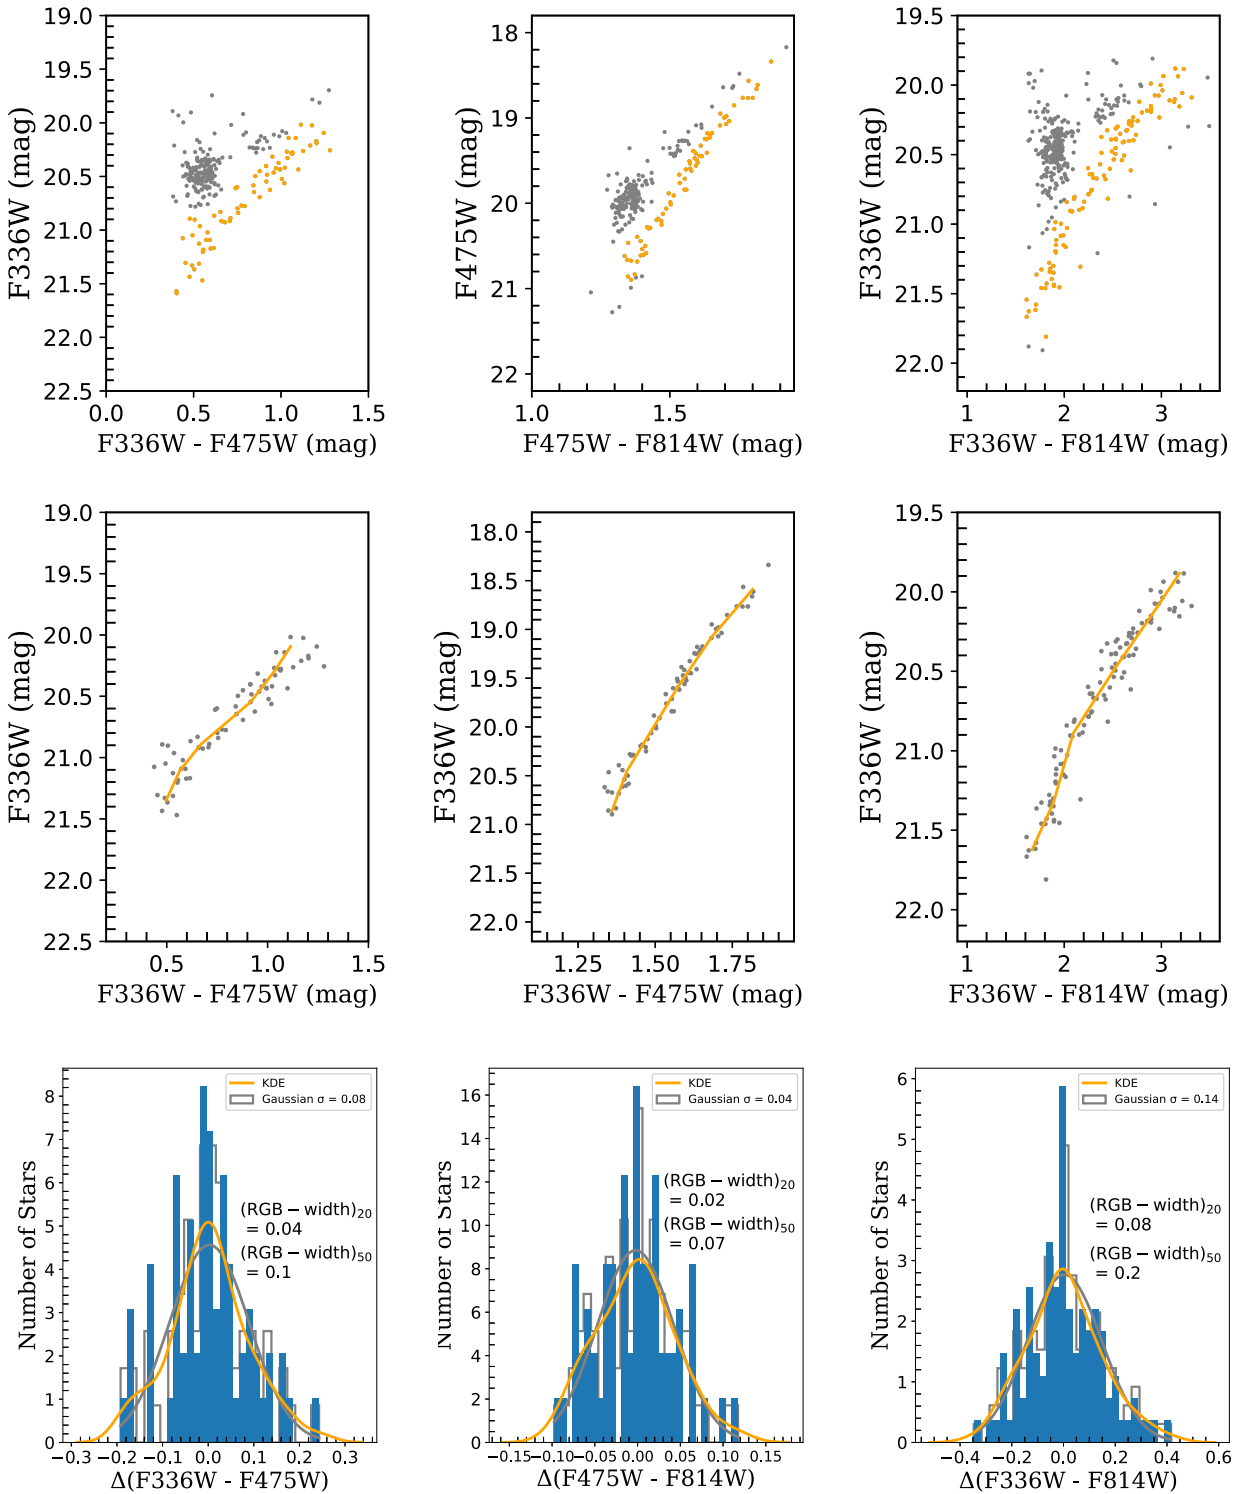 19.0
19.5
20.0
20.5
21.0
21.5
22.0
22.5
0.0 0.5 1.0 1.5
F336W (mag)
F336W - F475W (mag)
18
19
20
21
22
1.0 1.5
F475W (mag)
F475W - F814W (mag)
19.5
20.0
20.5
21.0
21.5
22.0
1 2 3
F336W (mag)
F336W - F814W (mag)
19.0
19.5
20.0
20.5
21.0
21.5
22.0
22.5
0.5 1.0 1.5
F336W (mag)
F336W - F475W (mag)
18.0
18.5
19.0
19.5
20.0
20.5
21.0
21.5
22.0
1.25 1.50 1.75
F336W (mag)
F336W - F475W (mag)
19.5
20.0
20.5
21.0
21.5
22.0
1 2 3
F336W (mag)
F336W - F814W (mag)
8
7
6
5
4
3
2
1
0
−0.3 −0.2 −0.1 0.0 0.1 0.2 0.3
Number of Stars
KDE
Gaussian σ = 0.08
(RGB − width)20
= 0.04
(RGB − width)50
= 0.1
Δ(F336W - F475W)
16
14
12
10
8
6
4
2
0
−0.15 −0.10 −0.05 0.00 0.05 0.10 0.15
Number of Stars
KDE
Gaussian σ = 0.04
(RGB − width)20
= 0.02
(RGB − width)50
= 0.07
Δ(F475W - F814W)
6
5
4
3
2
1
0
−0.4 −0.2 0.0 0.2 0.4 0.6
Number of Stars
KDE
Gaussian σ = 0.14
(RGB − width)20
= 0.08
(RGB − width)50
= 0.2
Δ(F336W - F814W)